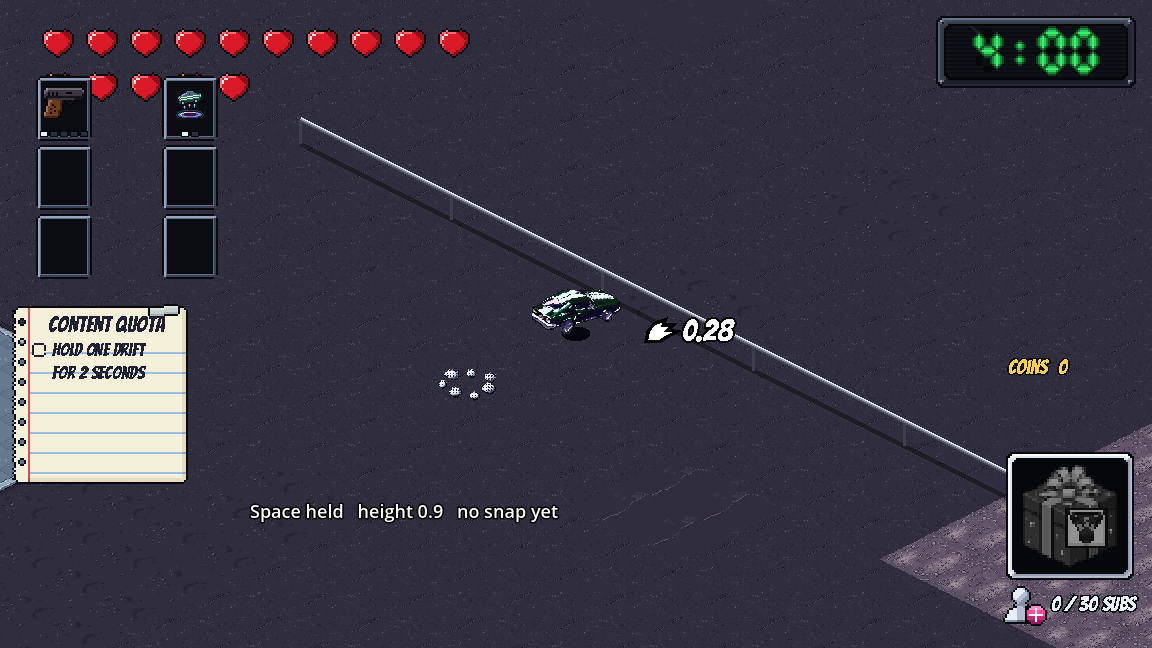 4:00
CONTENT QUOTA
HOLD ONE DRIFT
FOR 2 SECONDS
0.28
COINS 0
Space held height 0.9 no snap yet
0 / 30 SUBS